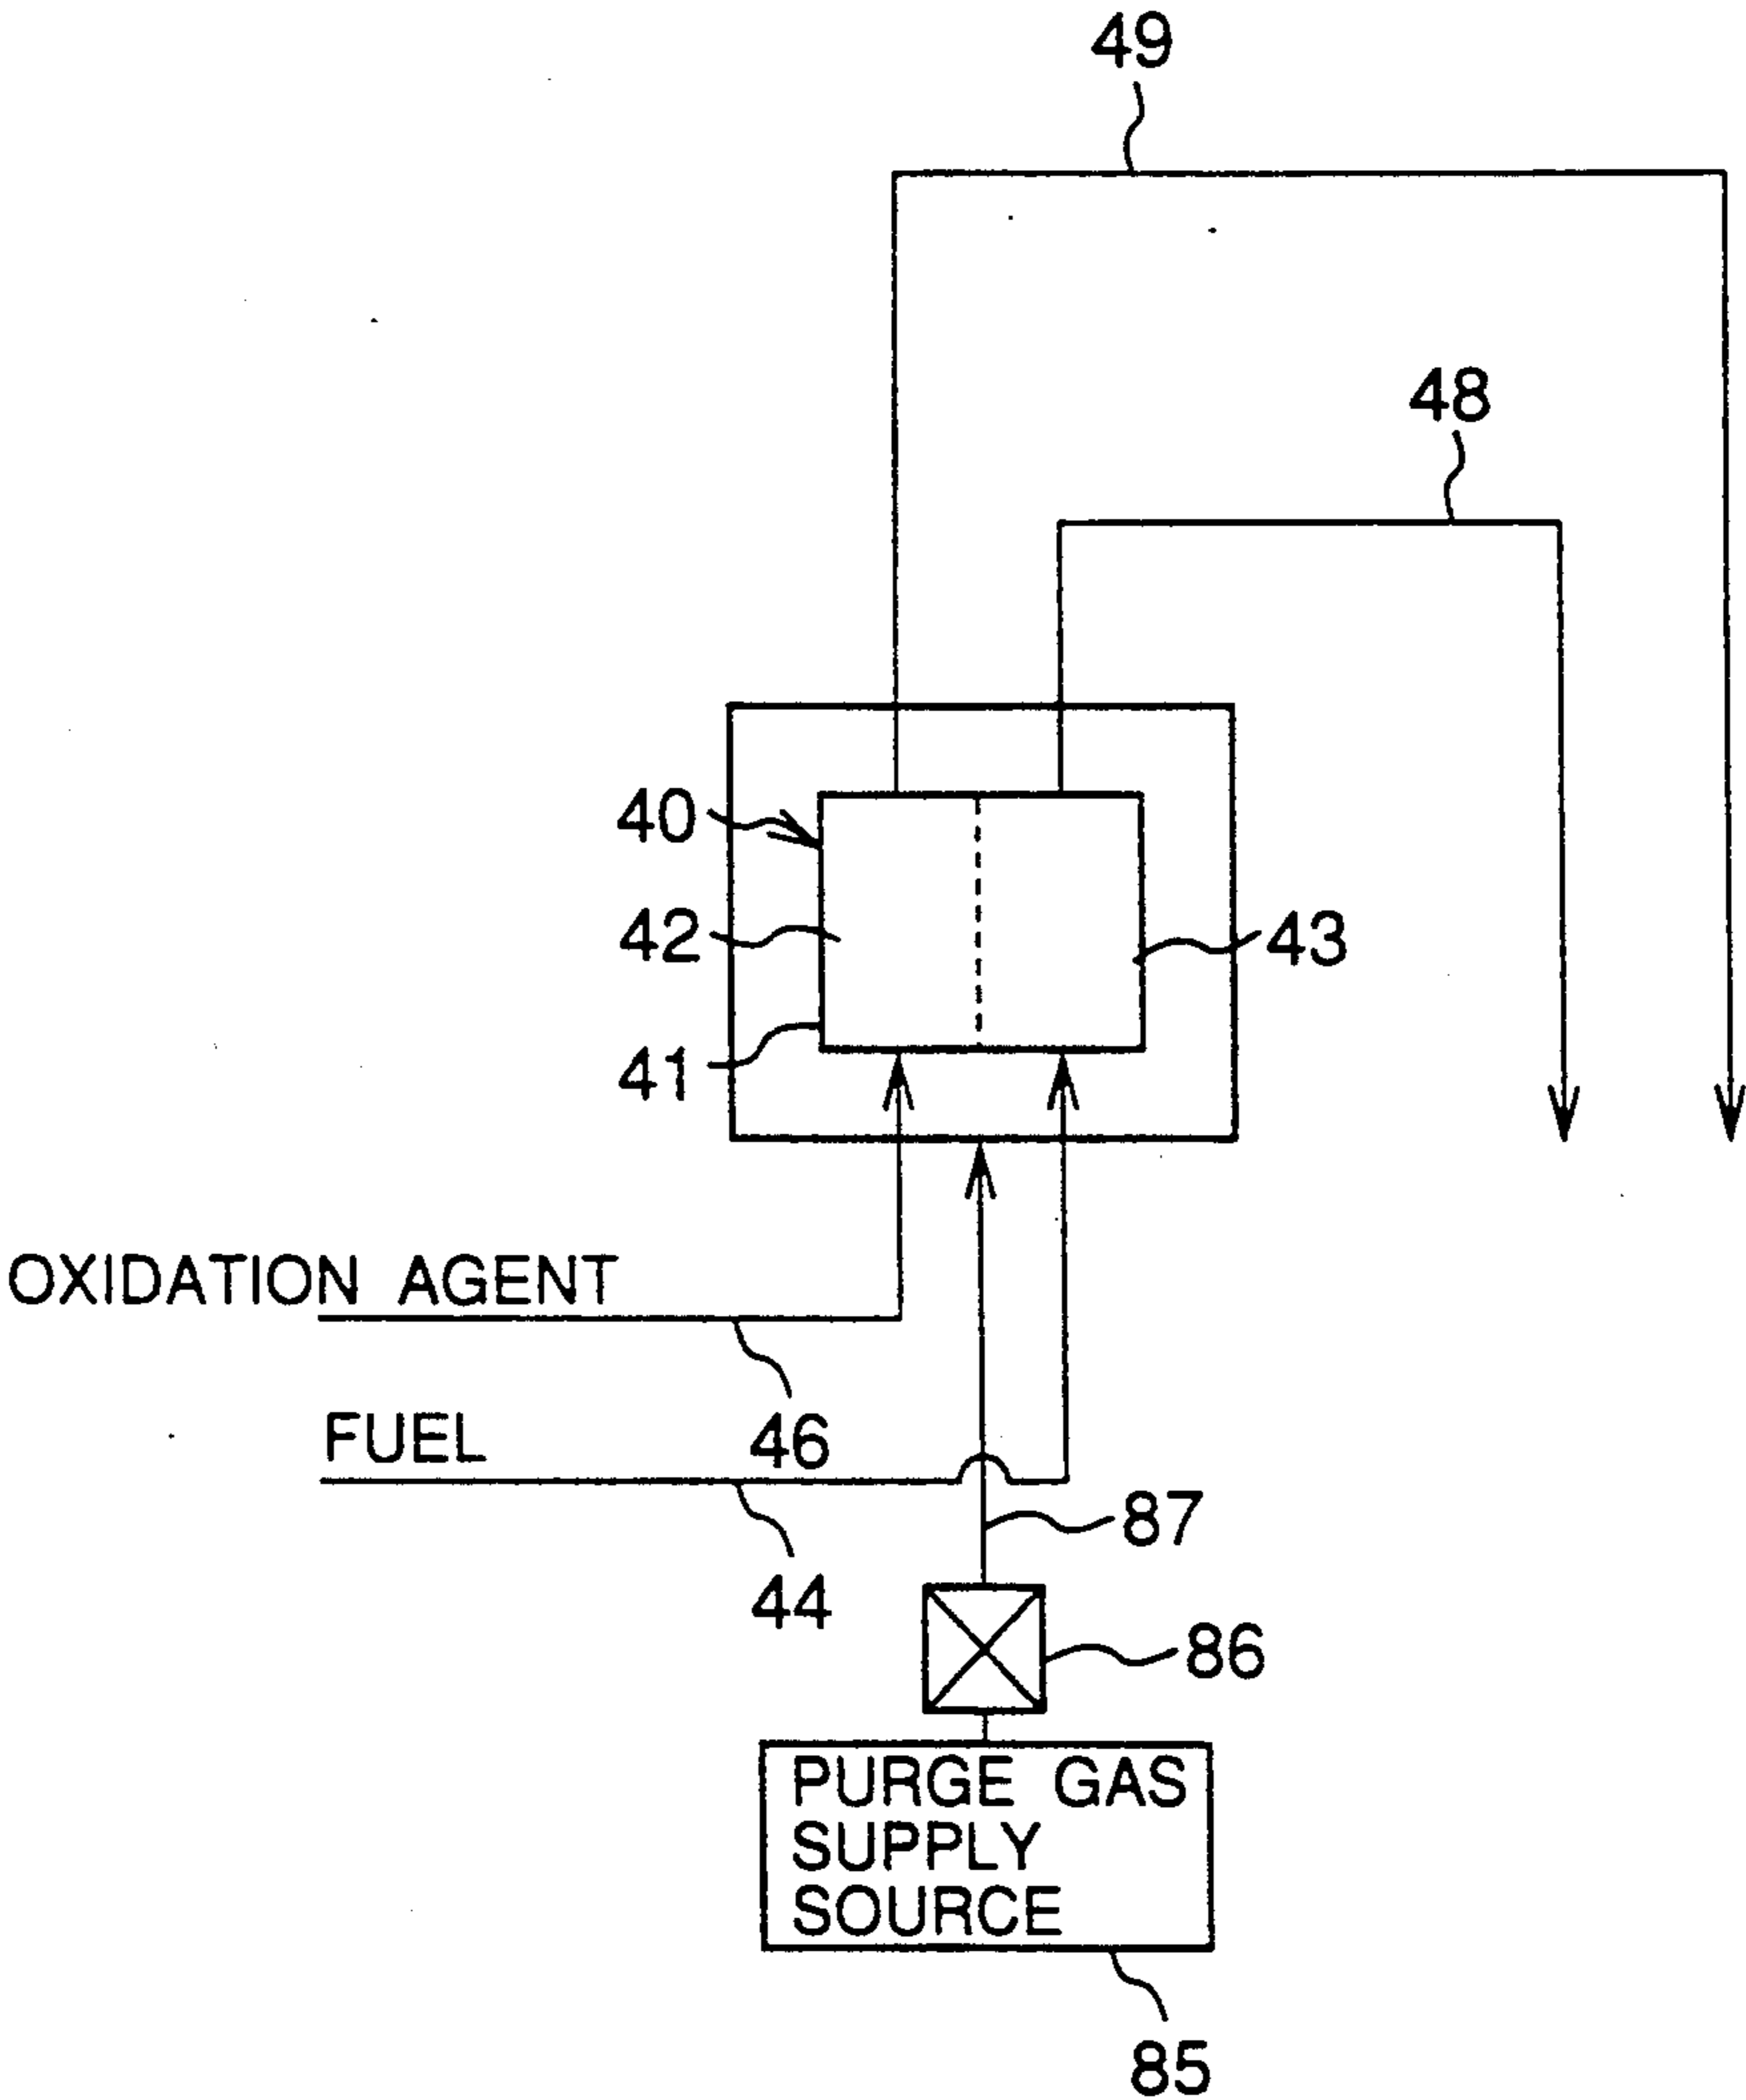 49
48
40
42
43
41
OXIDATION AGENT
46
FUEL
87
44
86
PURGE GAS
SUPPLY
SOURCE
85